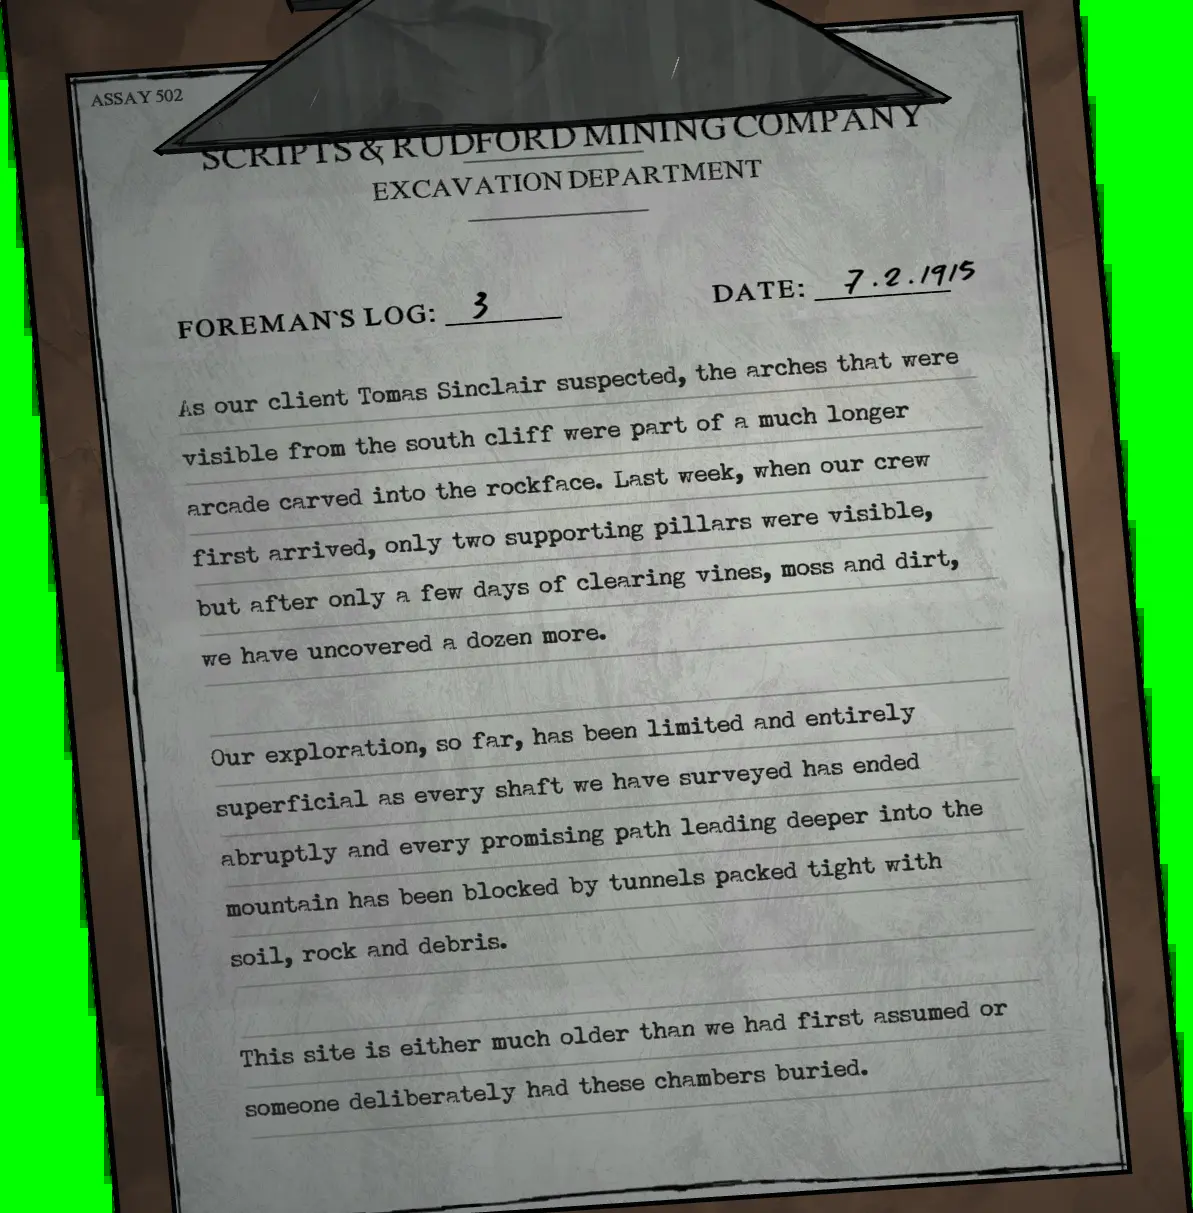 ASSAY 502
SCRIPTS & RUDFORD MINING COMPANY
EXCAVATION DEPARTMENT
FOREMAN`S LOG: 3
DATE: 7.2.1915
As our client Tomas Sinclair suspected, the arches that were
visible from the south cliff were part of a much longer
arcade carved into the rockface. Last week, when our crew
first arrived, only two supporting pillars were visible,
but after only a few days of clearing vines, moss and dirt,
we have uncovered a dozen more.
Our exploration, so far, has been limited and entirely
superficial as every shaft we have surveyed has ended
abruptly and every promising path leading deeper into the
mountain has been blocked by tunnels packed tight with
soil, rock and debris.
This site is either much older than we had first assumed or
someone deliberately had these chambers buried.